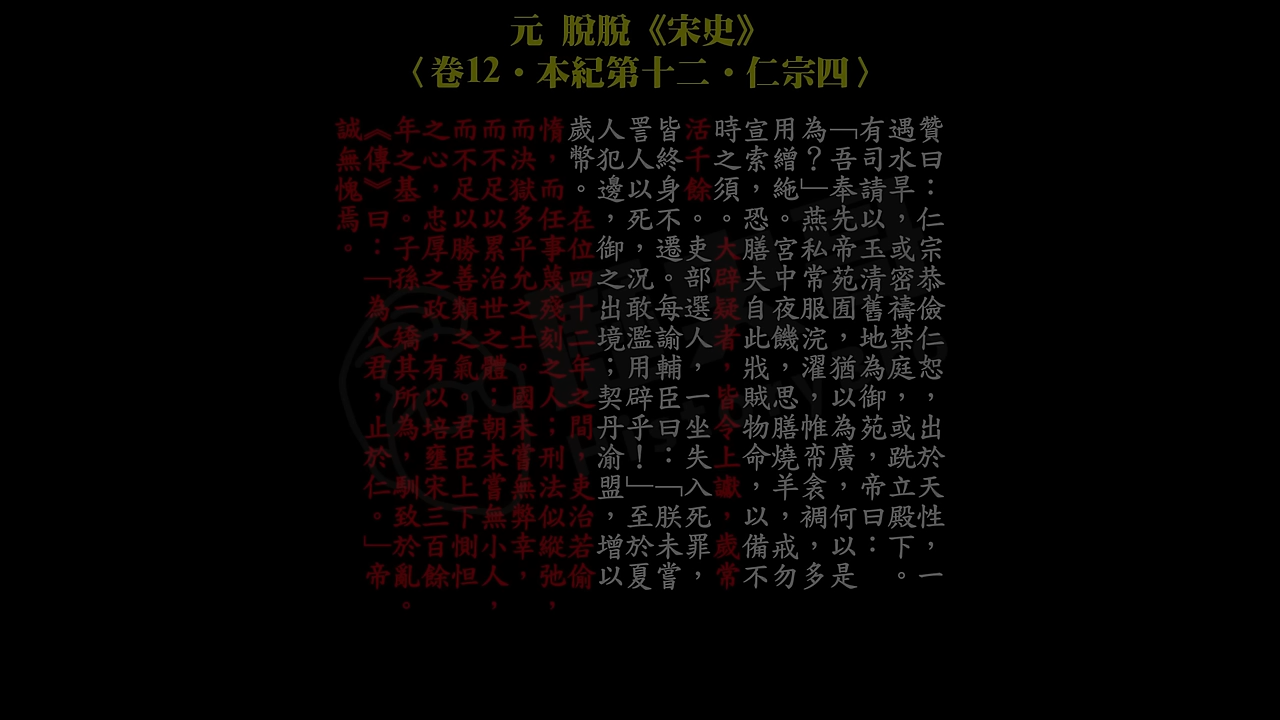 元 脫脫《宋史》
〈卷12・本紀第十二・仁宗四〉
贊曰：仁宗恭儉仁恕，出於天性，一
遇水旱，或密禱禁庭，或跣立殿下。
有司請以玉清舊地為御苑，帝曰：
「吾奉先帝苑囿，猶以為廣，何以是
為？」燕私常服浣濯，帷帟衾裯，多
用繒絁。宮中夜饑，思膳燒羊，戒勿
宣索，恐膳夫自此戕賊物命，以備不
時之須。大辟疑者，皆令上讞，歲常
活千餘。吏部選人，一坐失入死罪，
皆終身不遷。每諭輔臣曰：「朕未嘗
詈人以死，況敢濫用辟乎！」至於夏
人犯邊，御之出境；契丹渝盟，增以
歲幣。在位四十二年之間，吏治若偷
惰，而任事蔑殘刻之人；刑法似縱弛，
而決獄多平允之士。國未嘗無弊幸，
而不足以累治世之體；朝未嘗無小人，
而不足以勝善類之氣。君臣上下惻怛
之心，忠厚之政，有以培壅宋三百餘
年之基。子孫一矯其所為，馴致於亂。
《傳》曰：「為人君，止於仁。」帝
誠無愧焉。